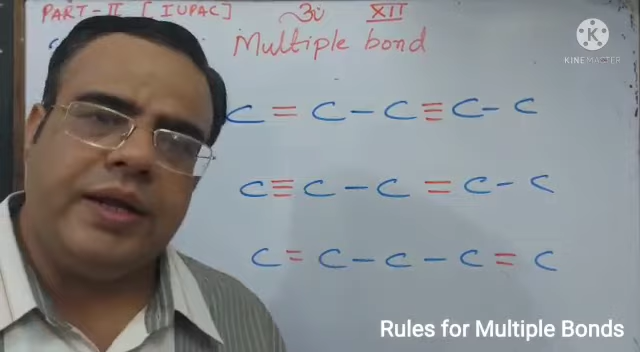 PART-II [IUPAC] ॐ XII
KINEMASTER
Multiple bond
C = C - C ≡ C - C
C ≡ C - C = C - C
C = C - C - C = C
Rules for Multiple Bonds